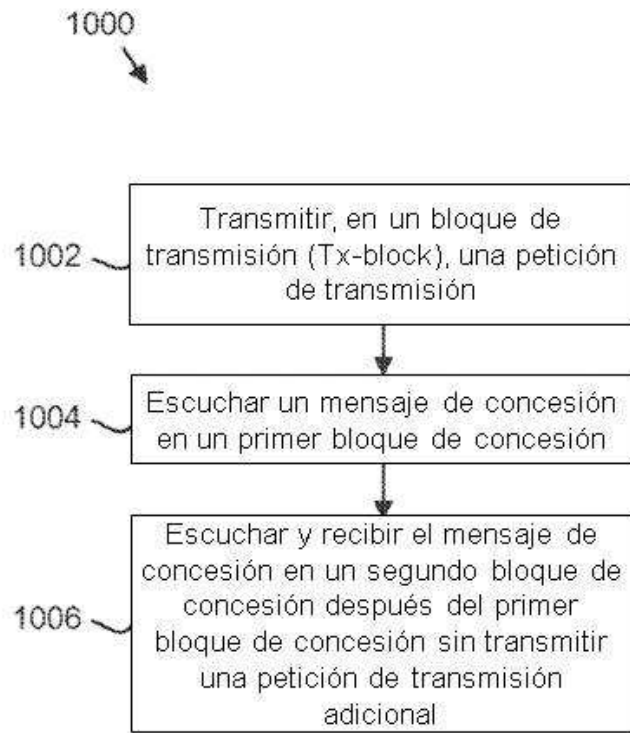 1000
Transmitir, en un bloque de
transmisión (Tx-block), una petición
de transmisión
1002
Escuchar un mensaje de concesión
en un primer bloque de concesión
1004
Escuchar y recibir el mensaje de
concesión en un segundo bloque de
concesión después del primer
bloque de concesión sin transmitir
una petición de transmisión
adicional
1006